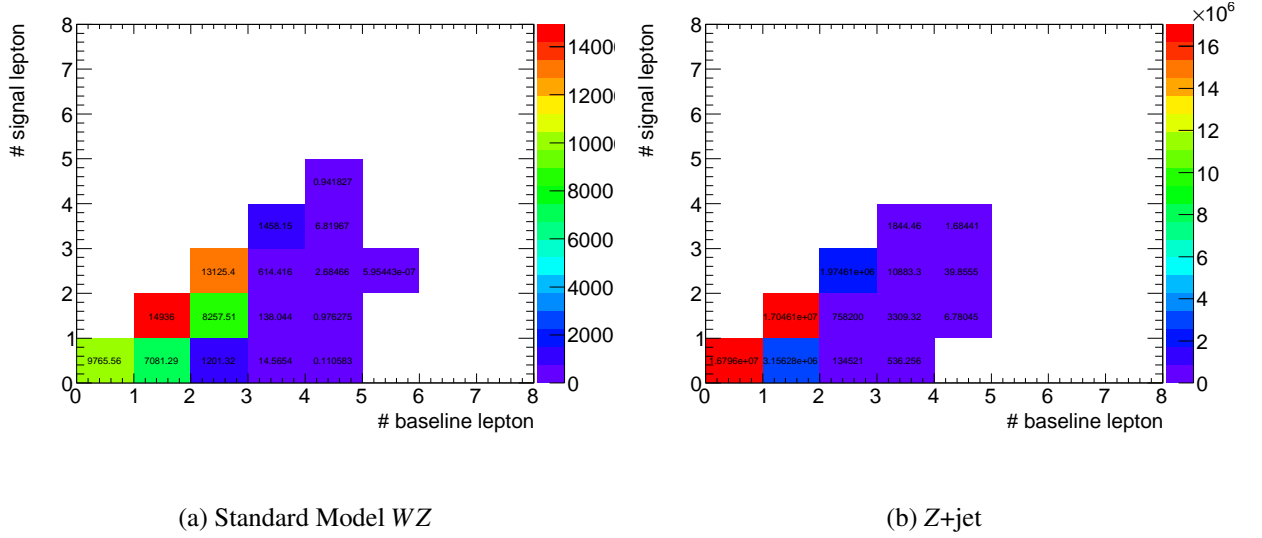 # signal lepton
8
7
6
5
4
3
2
1
0
0.941827
1458.15 6.81967
13125.4 614.416 2.68466 5.95443e-07
14936 8257.51 138.044 0.976275
9765.56 7081.29 1201.32 14.5654 0.110583
0 1 2 3 4 5 6 7 8
# baseline lepton
1400
1200
1000
8000
6000
4000
2000
0
# signal lepton
8
7
6
5
4
3
2
1
0
1844.46 1.68441
1.97461e+06 10883.3 39.8555
1.70461e+07 758200 3309.32 6.78045
1.6796e+07 3.15628e+06 134521 536.256
0 1 2 3 4 5 6 7 8
# baseline lepton
×10⁶
16
14
12
10
8
6
4
2
0
(a) Standard Model WZ
(b) Z+jet